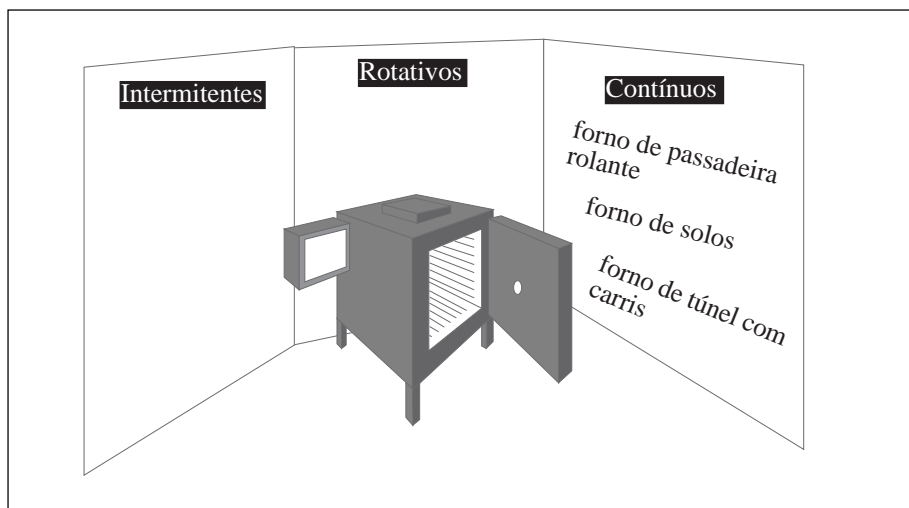 Intermitentes
Rotativos
Contínuos
forno de passadeira
rolante
forno de solos
forno de túnel com
carris